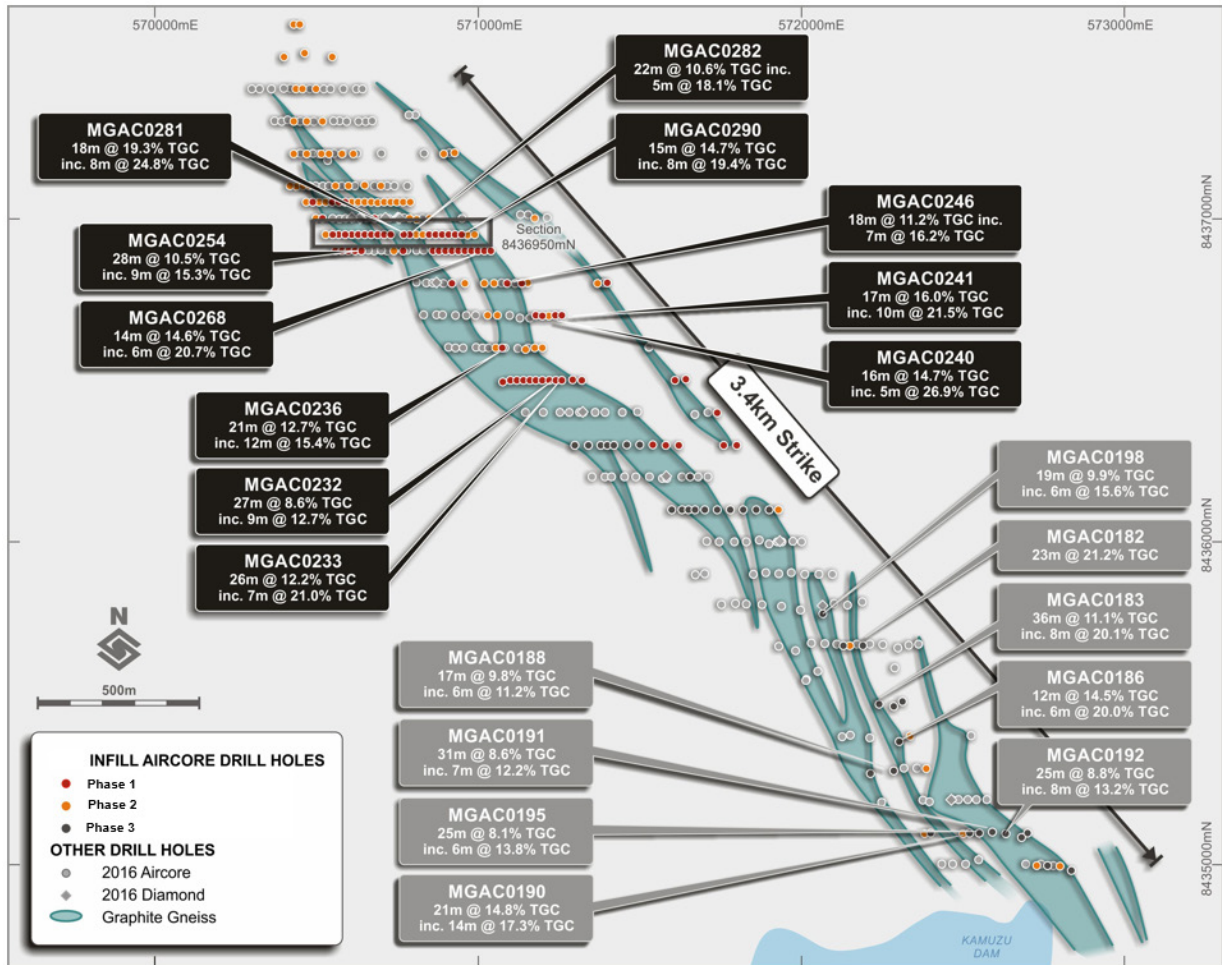 570000mE
571000mE
572000mE
573000mE
MGAC0282
22m @ 10.6% TGC inc.
5m @ 18.1% TGC
MGAC0281
18m @ 19.3% TGC
inc. 8m @ 24.8% TGC
MGAC0290
15m @ 14.7% TGC
inc. 8m @ 19.4% TGC
MGAC0246
18m @ 11.2% TGC inc.
7m @ 16.2% TGC
8437000mN
Section
8436950mN
MGAC0254
28m @ 10.5% TGC
inc. 9m @ 15.3% TGC
MGAC0241
17m @ 16.0% TGC
inc. 10m @ 21.5% TGC
MGAC0268
14m @ 14.6% TGC
inc. 6m @ 20.7% TGC
MGAC0240
16m @ 14.7% TGC
inc. 5m @ 26.9% TGC
3.4km Strike
MGAC0236
21m @ 12.7% TGC
inc. 12m @ 15.4% TGC
MGAC0198
19m @ 9.9% TGC
inc. 6m @ 15.6% TGC
MGAC0232
27m @ 8.6% TGC
inc. 9m @ 12.7% TGC
MGAC0182
23m @ 21.2% TGC
8436000mN
MGAC0233
26m @ 12.2% TGC
inc. 7m @ 21.0% TGC
MGAC0183
36m @ 11.1% TGC
inc. 8m @ 20.1% TGC
N
500m
MGAC0188
17m @ 9.8% TGC
inc. 6m @ 11.2% TGC
MGAC0186
12m @ 14.5% TGC
inc. 6m @ 20.0% TGC
MGAC0191
31m @ 8.6% TGC
inc. 7m @ 12.2% TGC
MGAC0192
25m @ 8.8% TGC
inc. 8m @ 13.2% TGC
MGAC0195
25m @ 8.1% TGC
inc. 6m @ 13.8% TGC
8435000mN
MGAC0190
21m @ 14.8% TGC
inc. 14m @ 17.3% TGC
INFILL AIRCORE DRILL HOLES
Phase 1
Phase 2
Phase 3
OTHER DRILL HOLES
2016 Aircore
2016 Diamond
Graphite Gneiss
KAMUZU
DAM